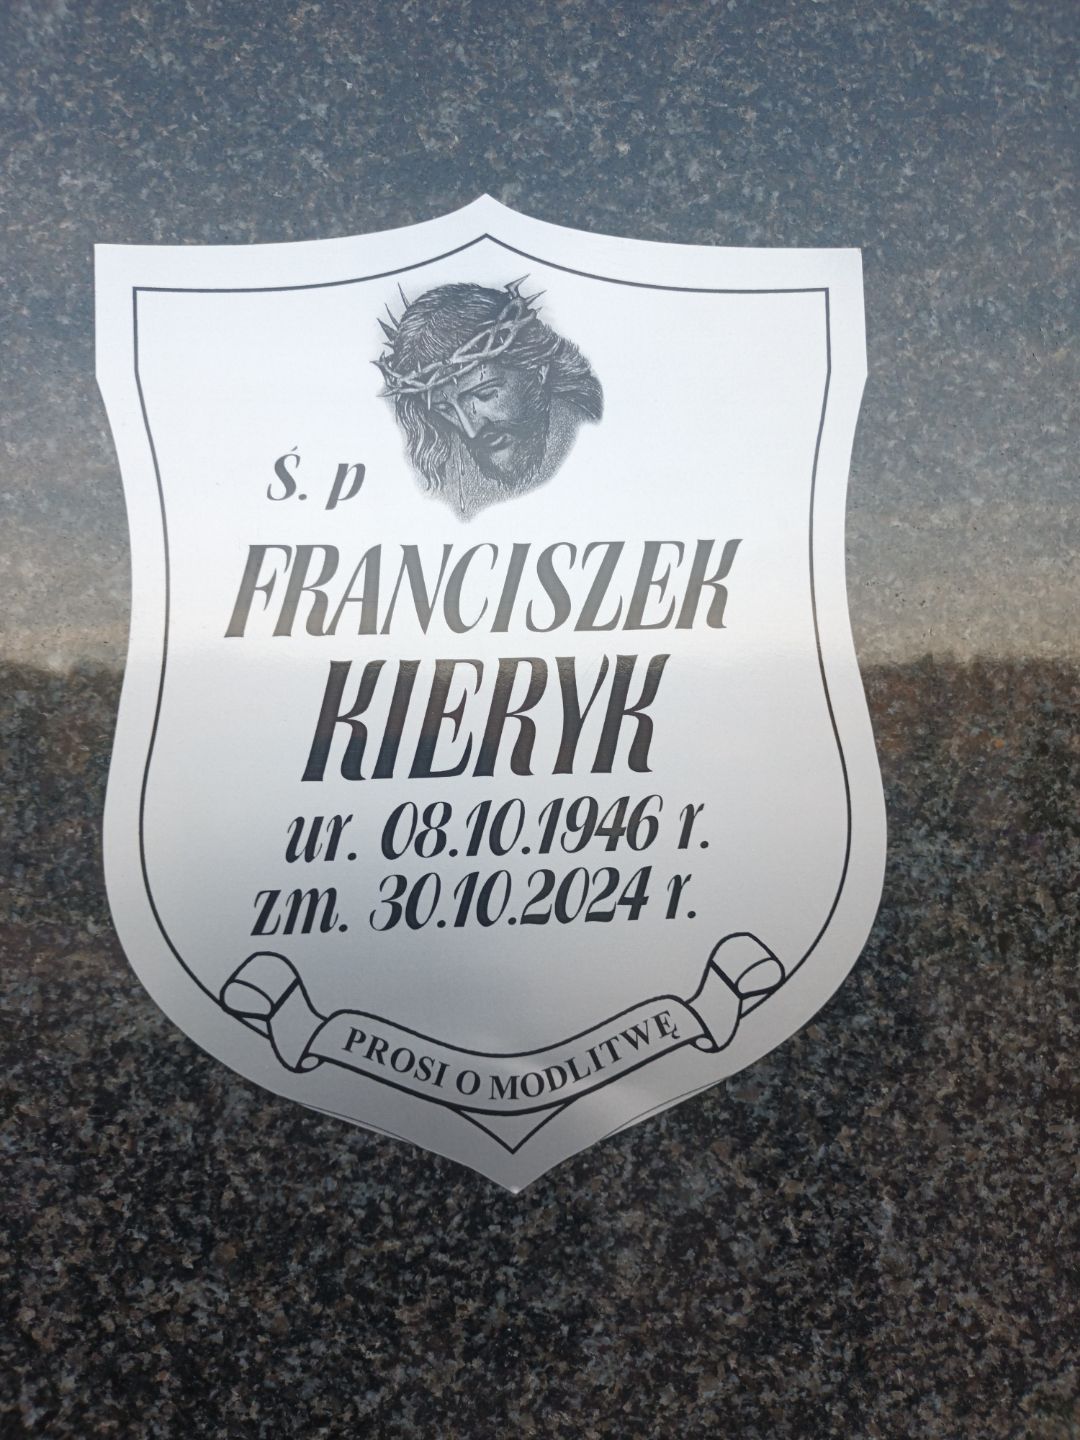 Ś. p
FRANCISZEK
KIERYK
ur. 08.10.1946 r.
zm. 30.10.2024 r.
PROSI O MODLITWĘ